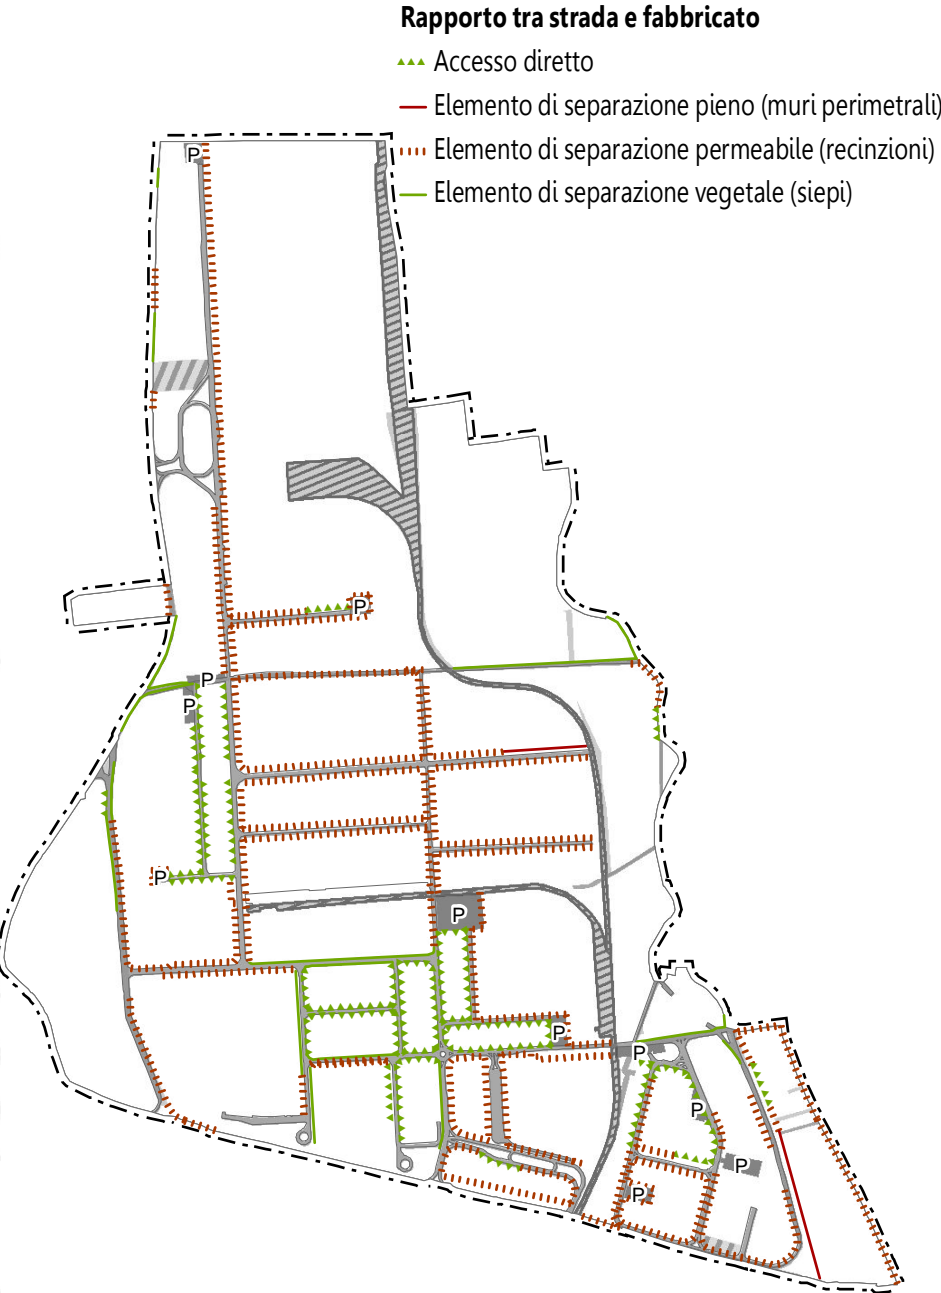 Rapporto tra strada e fabbricato
Accesso diretto
Elemento di separazione pieno (muri perimetrali)
Elemento di separazione permeabile (recinzioni)
Elemento di separazione vegetale (siepi)
P
P
P
P
P
P
P
P
P
P
P